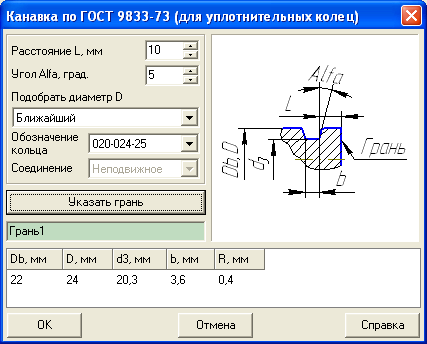 Канавка по ГОСТ 9833-73 (для уплотнительных колец)
Расстояние L, мм 10
Угол Alfa, град. 5
Подобрать диаметр D
Ближайший
Обозначение кольца 020-024-25
Соединение Неподвижное
Указать грань
Грань1
Alfa
L
Db,D
d3
Грань
b
Db, мм D, мм d3, мм b, мм R, мм
22 24 20,3 3,6 0,4
OK Отмена Справка